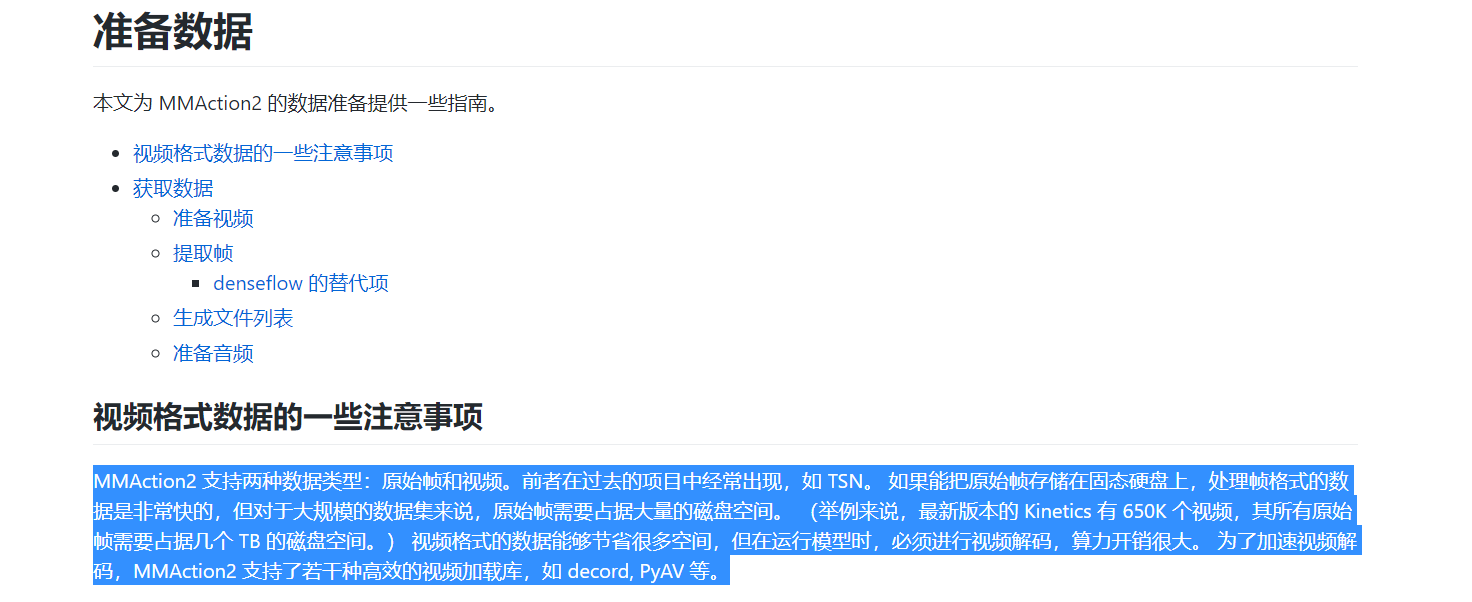 准备数据
本文为 MMAction2 的数据准备提供一些指南。
视频格式数据的一些注意事项
获取数据
准备视频
提取帧
denseflow 的替代项
生成文件列表
准备音频
视频格式数据的一些注意事项
MMAction2 支持两种数据类型：原始帧和视频。前者在过去的项目中经常出现，如 TSN。 如果能把原始帧存储在固态硬盘上，处理帧格式的数
据是非常快的，但对于大规模的数据集来说，原始帧需要占据大量的磁盘空间。 （举例来说，最新版本的 Kinetics 有 650K 个视频，其所有原始
帧需要占据几个 TB 的磁盘空间。） 视频格式的数据能够节省很多空间，但在运行模型时，必须进行视频解码，算力开销很大。 为了加速视频解
码，MMAction2 支持了若干种高效的视频加载库，如 decord, PyAV 等。